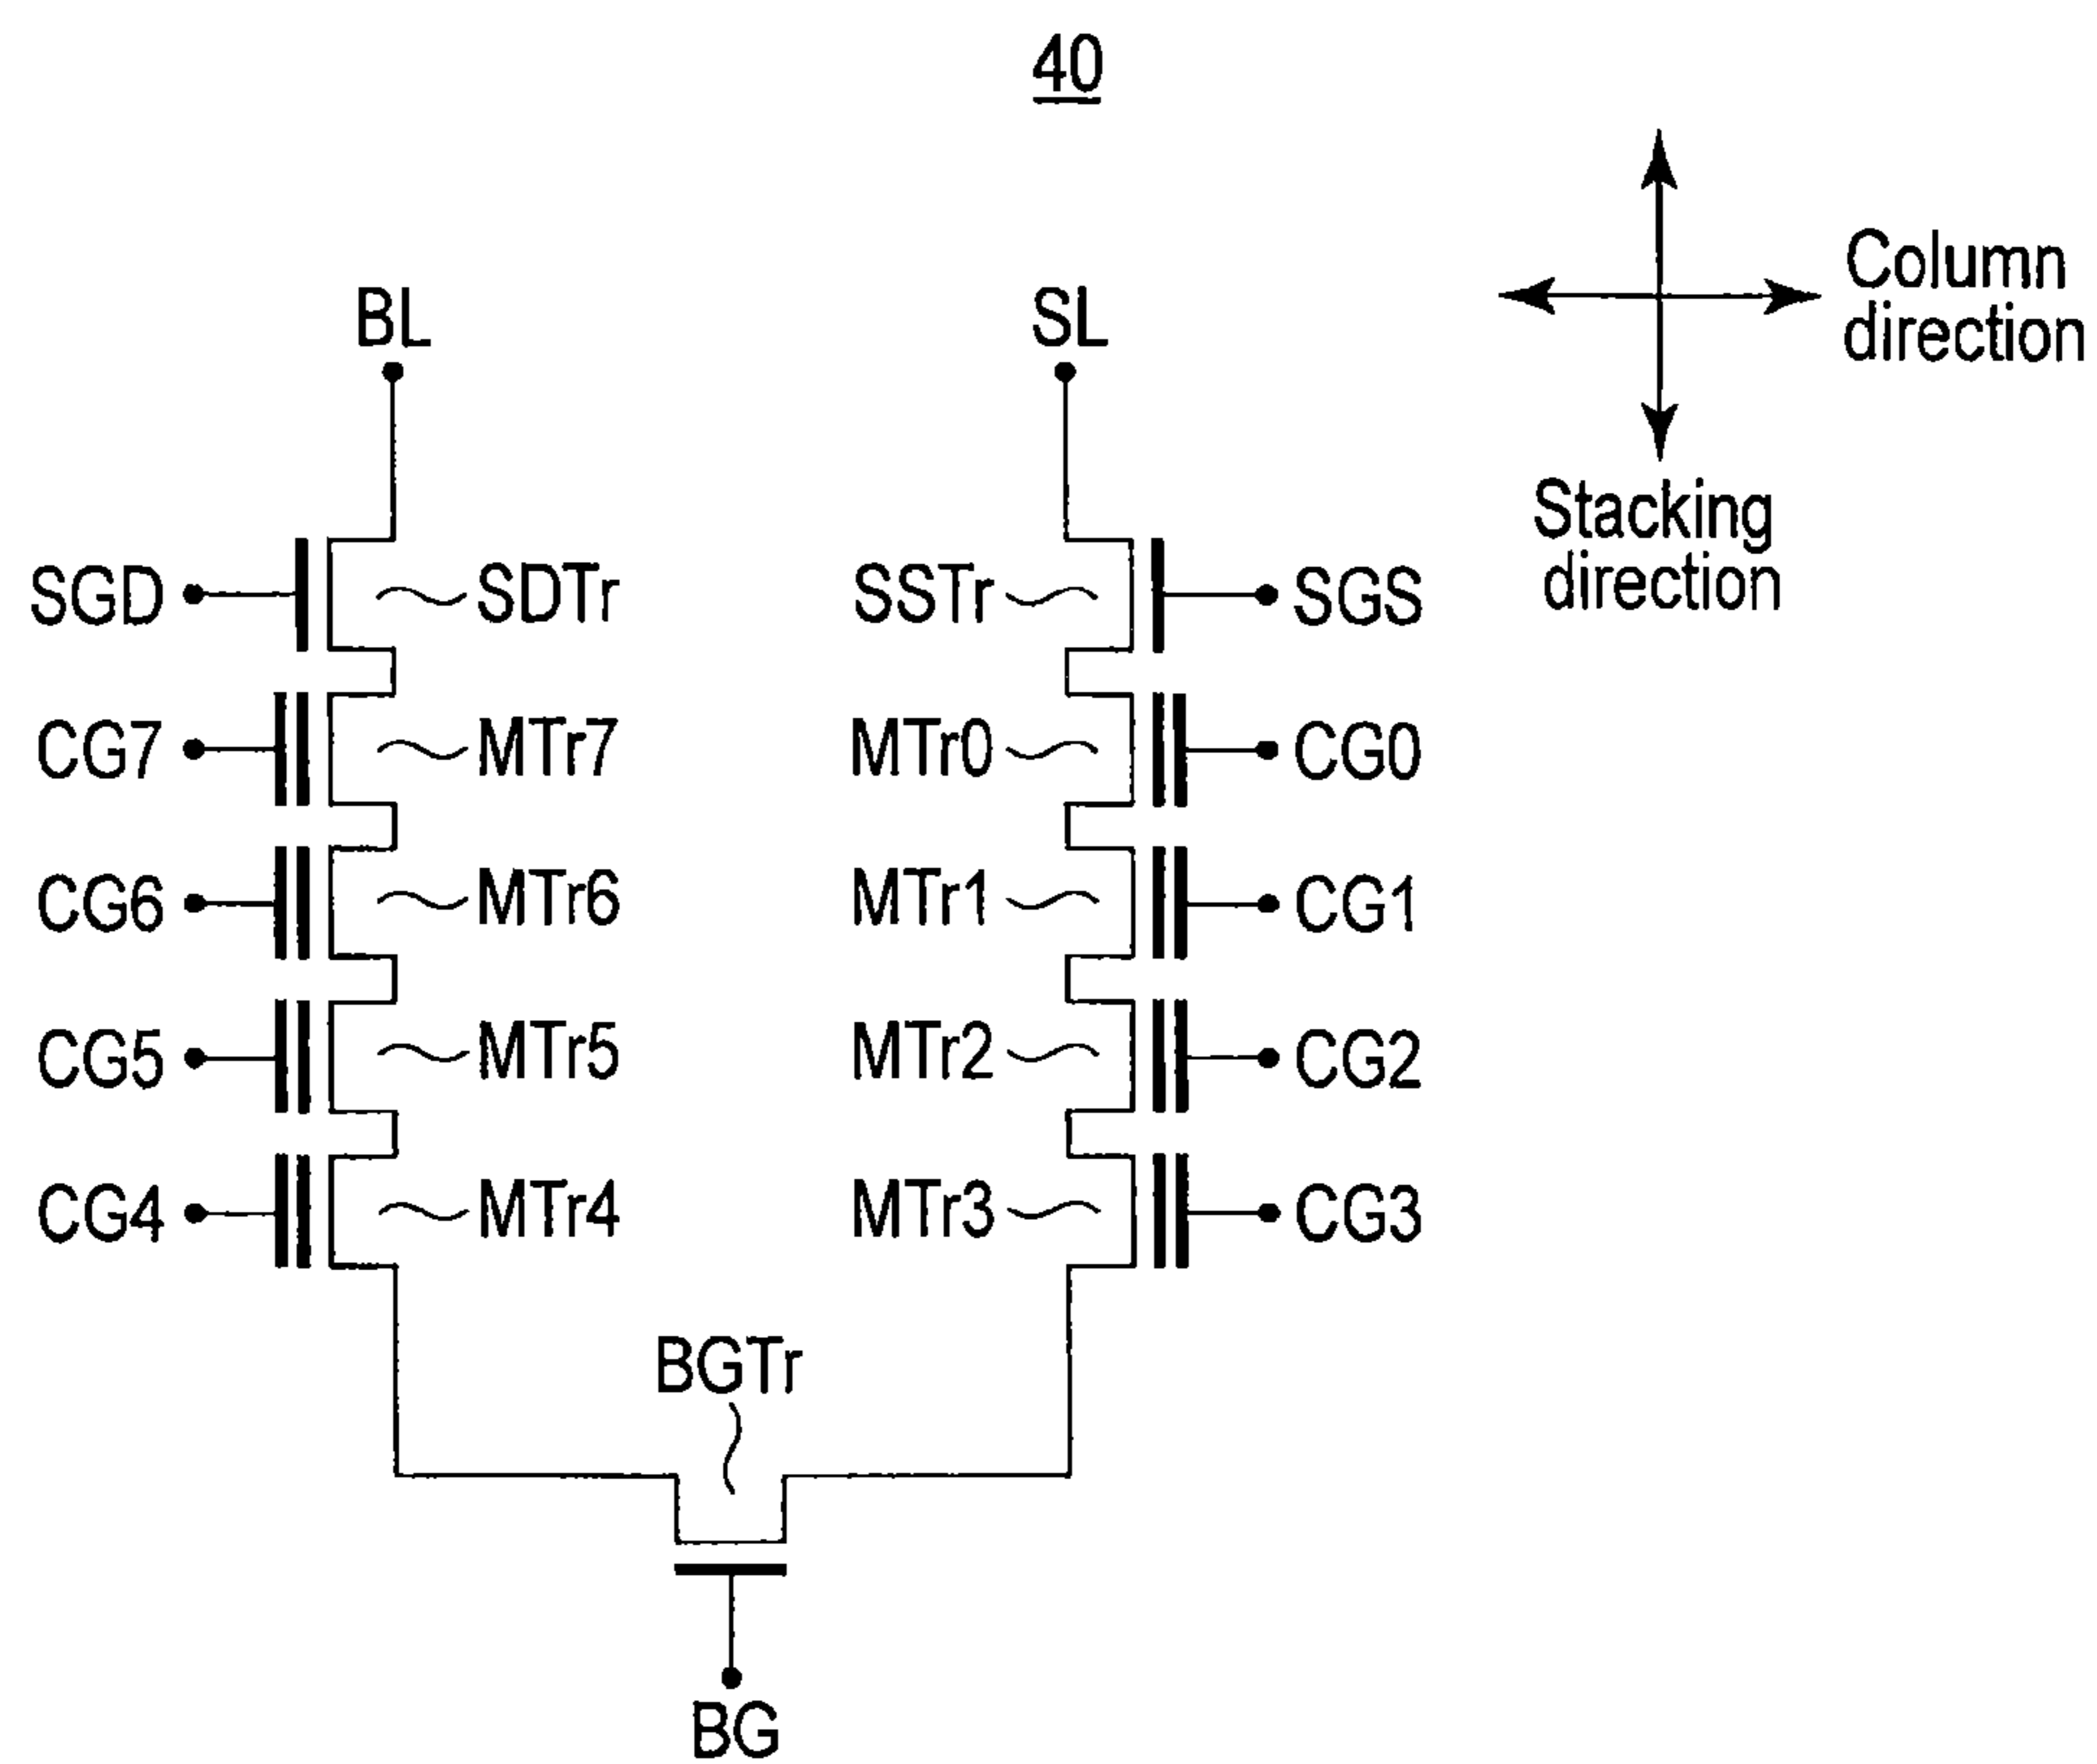 40
BL
SL
Column
direction
Stacking
direction
SGD
SDTr
SSTr
SGS
CG7
MTr7
MTr0
CG0
CG6
MTr6
MTr1
CG1
CG5
MTr5
MTr2
CG2
CG4
MTr4
MTr3
CG3
BGTr
BG